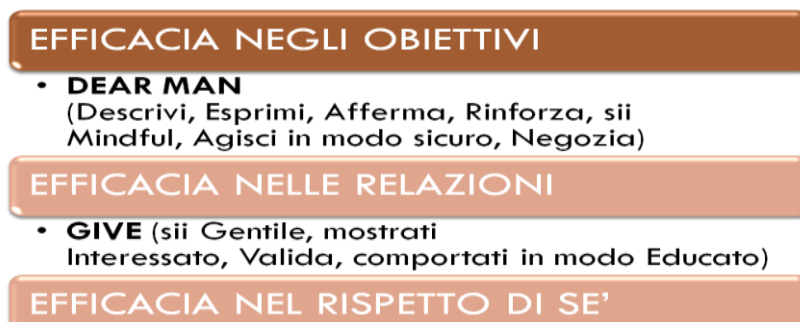 EFFICACIA NEGLI OBIETTIVI
• DEAR MAN
(Descrivi, Esprimi, Afferma, Rinforza, sii
Mindful, Agisci in modo sicuro, Negozia)
EFFICACIA NELLE RELAZIONI
• GIVE (sii Gentile, mostrati
Interessato, Valida, comportati in modo Educato)
EFFICACIA NEL RISPETTO DI SE’